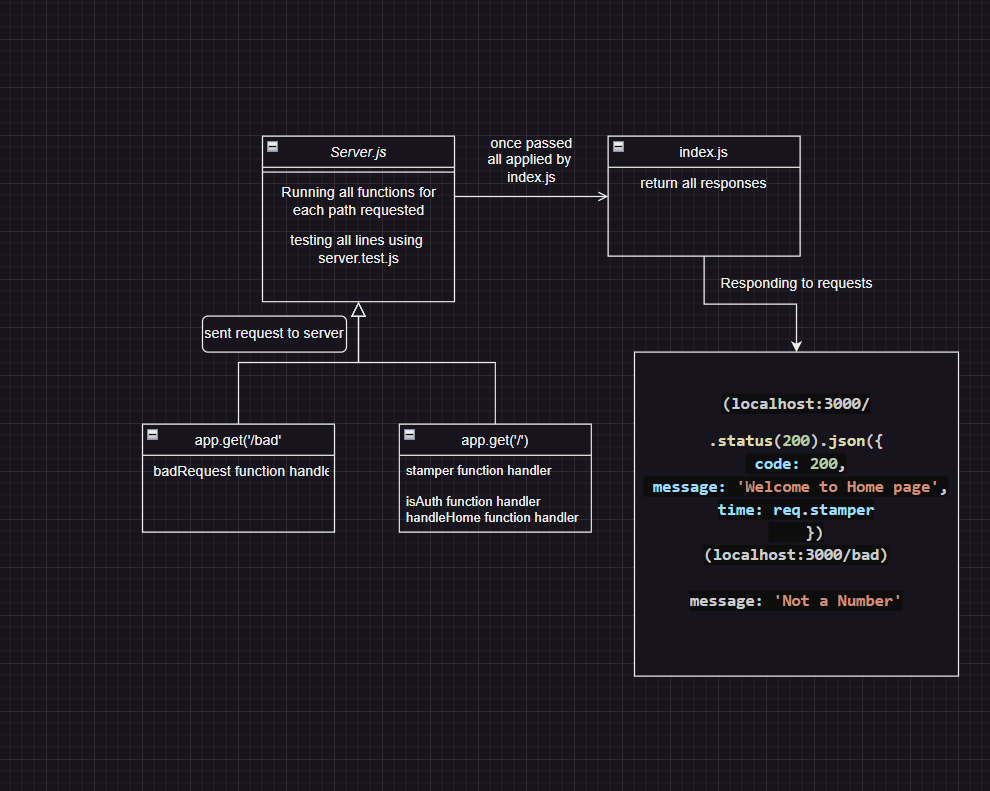 Server.js
Running all functions for
each path requested
testing all lines using
server.test.js
once passed
all applied by
index.js
index.js
return all responses
Responding to requests
sent request to server
app.get('/bad'
badRequest function handle
app.get('/')
stamper function handler
isAuth function handler
handleHome function handler
(localhost:3000/
.status(200).json({
code: 200,
message: 'Welcome to Home page',
time: req.stamper
})
(localhost:3000/bad)
message: 'Not a Number'